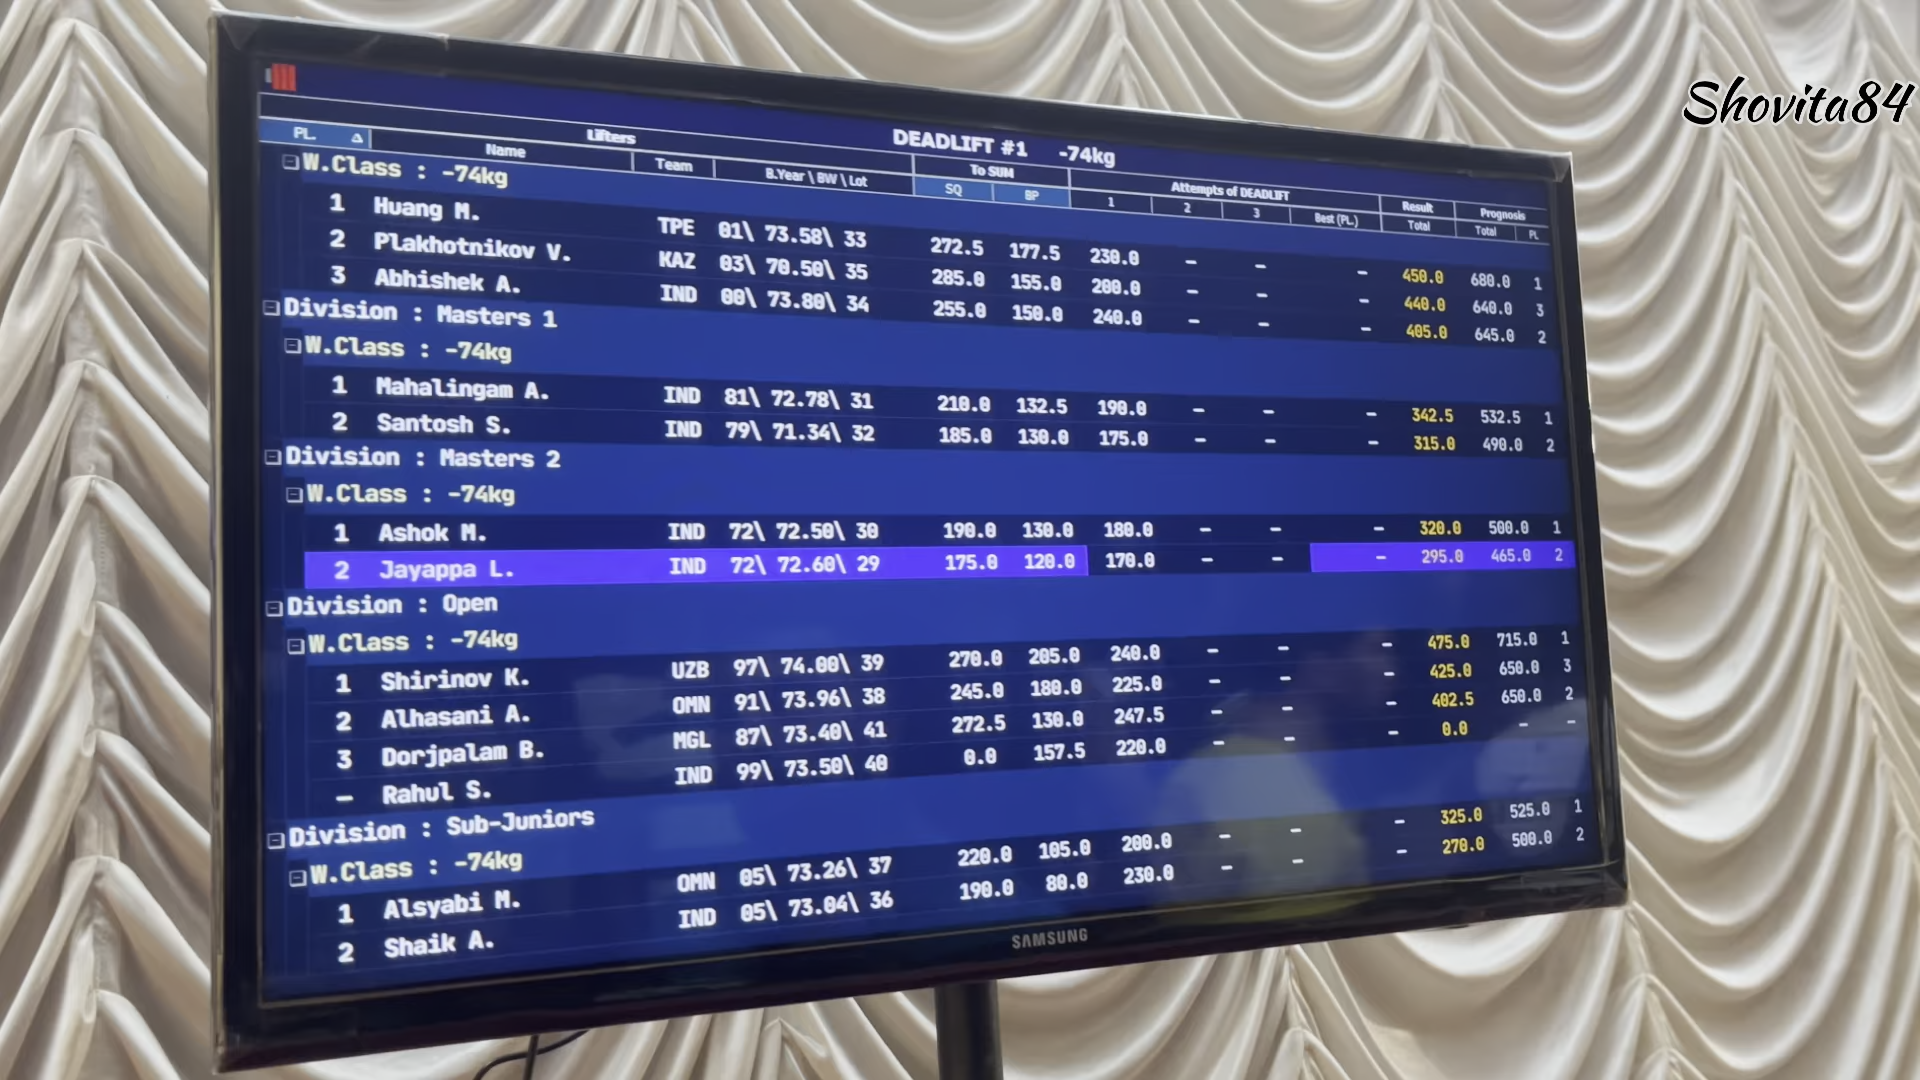 Shovita84
DEADLIFT #1 -74kg
Lifters To SUM Attempts of DEADLIFT Result Prognosis
PL. Name Team B.Year \ BW \ Lot SQ BP 1 2 3 Best (PL.) Total Total PL
W.Class : -74kg
1 Huang M. TPE 01\ 73.58\ 33 272.5 177.5 230.0 - - - 450.0 680.0 1
2 Plakhotnikov V. KAZ 03\ 70.50\ 35 285.0 155.0 200.0 - - - 440.0 640.0 3
3 Abhishek A. IND 00\ 73.80\ 34 255.0 150.0 240.0 - - - 405.0 645.0 2
Division : Masters 1
W.Class : -74kg
1 Mahalingam A. IND 81\ 72.78\ 31 210.0 132.5 190.0 - - - 342.5 532.5 1
2 Santosh S. IND 79\ 71.34\ 32 185.0 130.0 175.0 - - - 315.0 490.0 2
Division : Masters 2
W.Class : -74kg
1 Ashok M. IND 72\ 72.50\ 30 190.0 130.0 180.0 - - - 320.0 500.0 1
2 Jayappa L. IND 72\ 72.60\ 29 175.0 120.0 170.0 - - - 295.0 465.0 2
Division : Open
W.Class : -74kg
1 Shirinov K. UZB 97\ 74.00\ 39 270.0 205.0 240.0 - - - 475.0 715.0 1
2 Alhasani A. OMN 91\ 73.96\ 38 245.0 180.0 225.0 - - - 425.0 650.0 3
3 Dorjpalam B. MGL 87\ 73.40\ 41 272.5 130.0 247.5 - - - 402.5 650.0 2
- Rahul S. IND 99\ 73.50\ 40 0.0 157.5 220.0 - - - 0.0 - -
Division : Sub-Juniors
W.Class : -74kg
1 Alsyabi M. OMN 05\ 73.26\ 37 220.0 105.0 200.0 - - - 325.0 525.0 1
2 Shaik A. IND 05\ 73.04\ 36 190.0 80.0 230.0 - - - 270.0 500.0 2
SAMSUNG